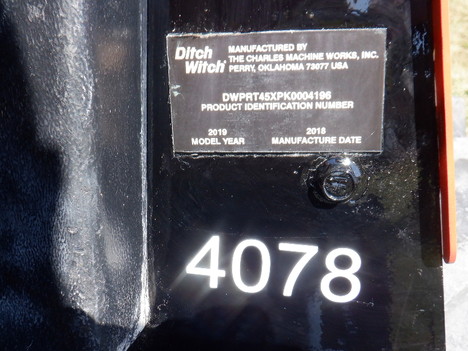 Ditch Witch
MANUFACTURED BY
THE CHARLES MACHINE WORKS, INC.
PERRY, OKLAHOMA 73077 USA
DWPRT45XPK0004196
PRODUCT IDENTIFICATION NUMBER
2019 2018
MODEL YEAR MANUFACTURE DATE
4078